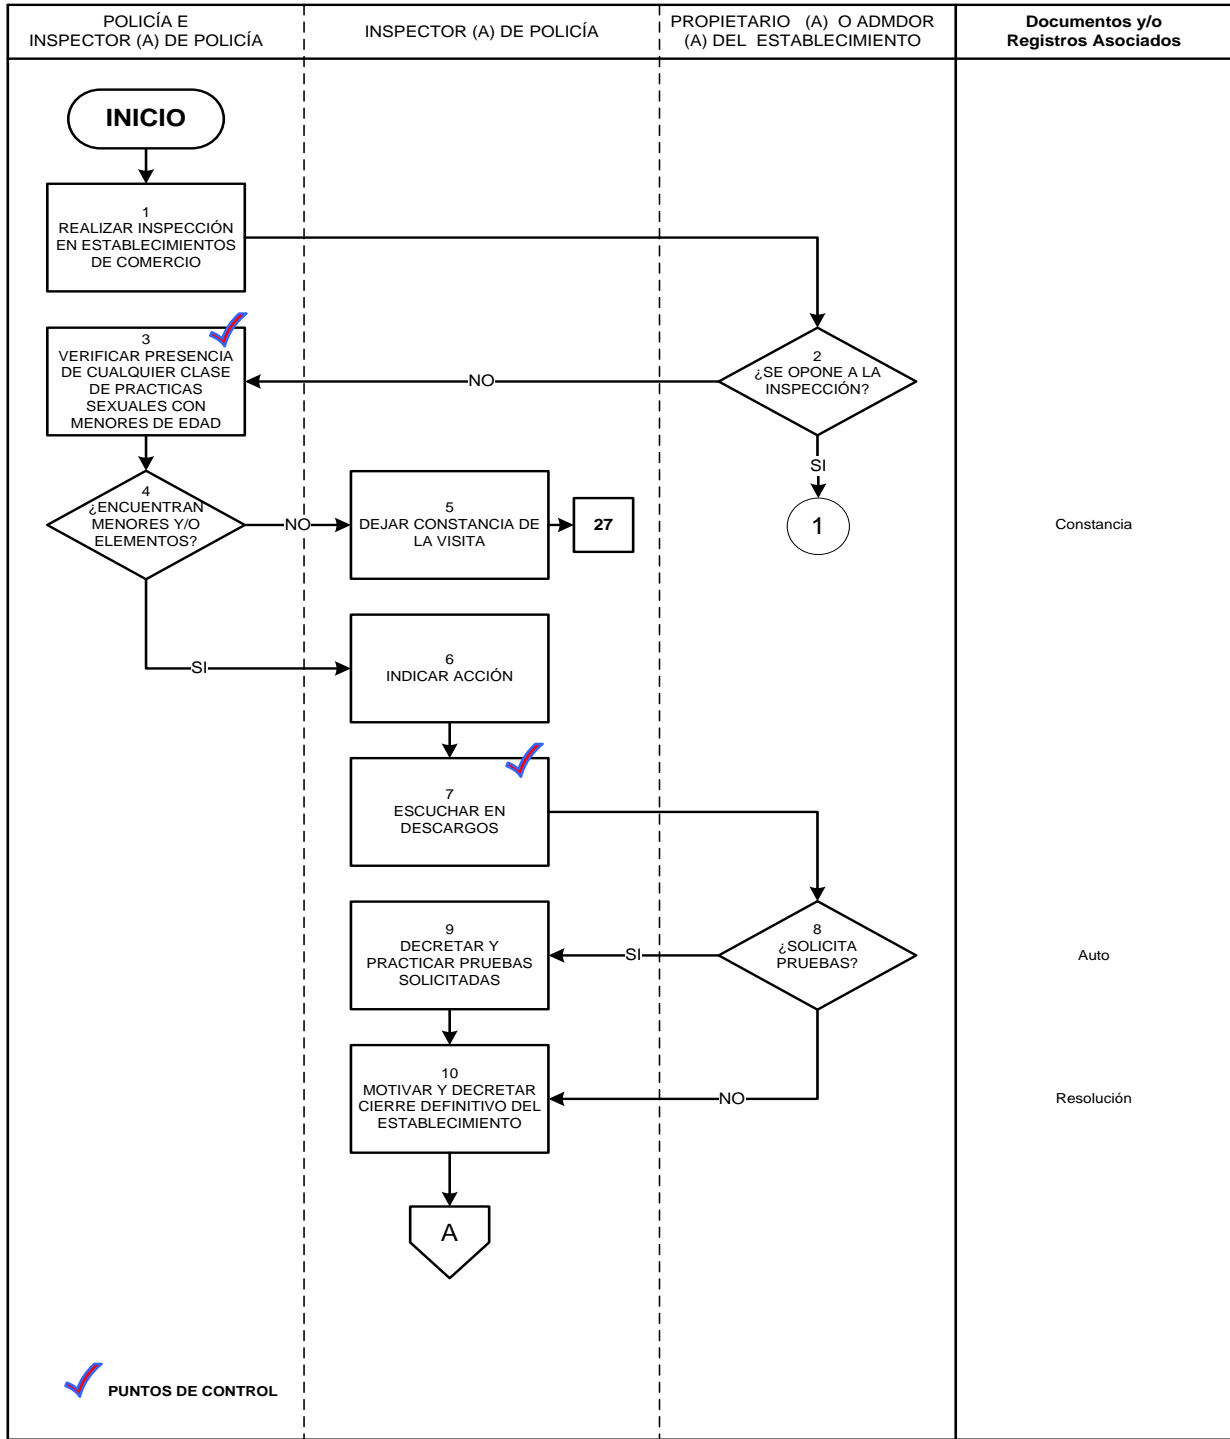 POLICÍA E
INSPECTOR (A) DE POLICÍA
INSPECTOR (A) DE POLICÍA
PROPIETARIO (A) O ADMDOR
(A) DEL ESTABLECIMIENTO
Documentos y/o
Registros Asociados
INICIO
1
REALIZAR INSPECCIÓN
EN ESTABLECIMIENTOS
DE COMERCIO
2
¿SE OPONE A LA
INSPECCIÓN?
NO
SI
1
3
VERIFICAR PRESENCIA
DE CUALQUIER CLASE
DE PRACTICAS
SEXUALES CON
MENORES DE EDAD
4
¿ENCUENTRAN
MENORES Y/O
ELEMENTOS?
NO
5
DEJAR CONSTANCIA DE
LA VISITA
27
Constancia
SI
6
INDICAR ACCIÓN
7
ESCUCHAR EN
DESCARGOS
8
¿SOLICITA
PRUEBAS?
SI
9
DECRETAR Y
PRACTICAR PRUEBAS
SOLICITADAS
Auto
NO
10
MOTIVAR Y DECRETAR
CIERRE DEFINITIVO DEL
ESTABLECIMIENTO
Resolución
A
PUNTOS DE CONTROL